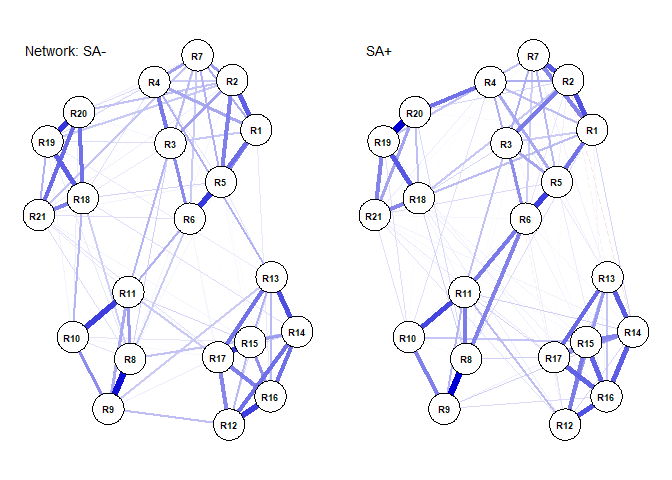 Network: SA-
R7
R4
R2
R20
R1
R19
R3
R5
R18
R21
R6
R13
R11
R14
R10
R15
R17
R8
R16
R9
R12
SA+
R7
R4
R2
R20
R1
R19
R3
R5
R18
R21
R6
R13
R11
R14
R10
R15
R17
R8
R16
R9
R12